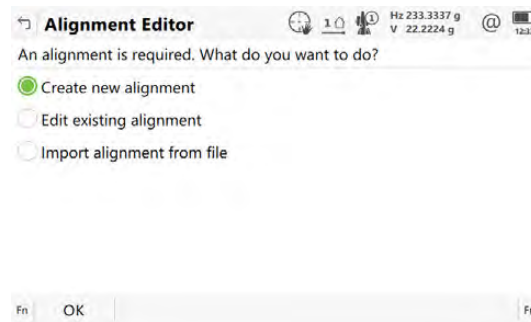 Alignment Editor
1
1
Hz 233.3337 g
V 22.2224 g
@
An alignment is required. What do you want to do?
Create new alignment
Edit existing alignment
Import alignment from file
Fn OK